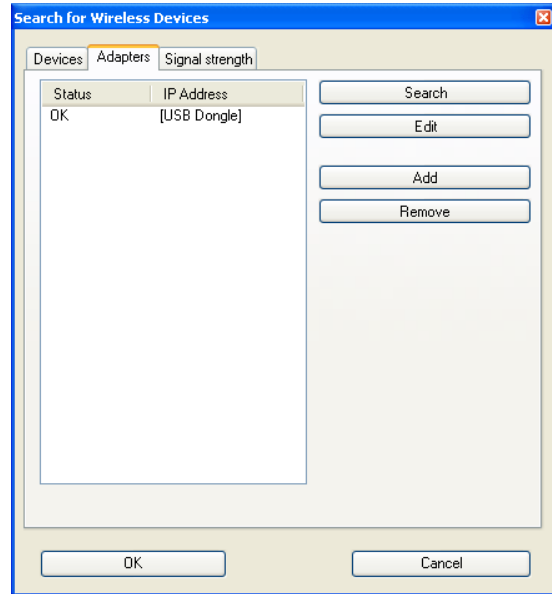 Search for Wireless Devices
Devices Adapters Signal strength
Status IP Address
OK [USB Dongle]
Search
Edit
Add
Remove
OK Cancel